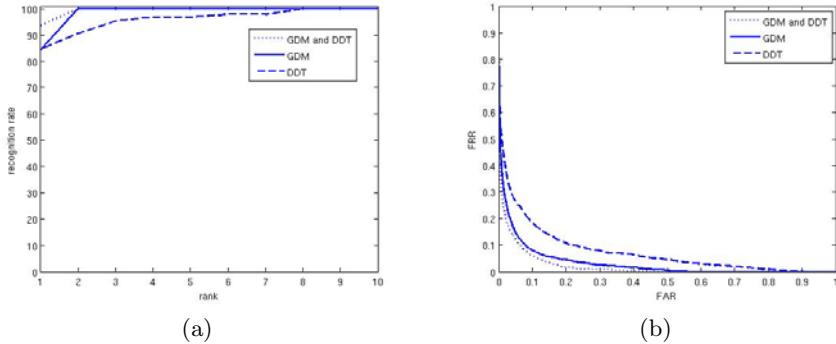 100
90
80
70
60
50
40
30
20
10
0
recognition rate
1 2 3 4 5 6 7 8 9 10
rank
GDM and DDT
GDM
DDT
(a)
1
0.9
0.8
0.7
0.6
0.5
0.4
0.3
0.2
0.1
0
FRR
0 0.1 0.2 0.3 0.4 0.5 0.6 0.7 0.8 0.9 1
FAR
GDM and DDT
GDM
DDT
(b)